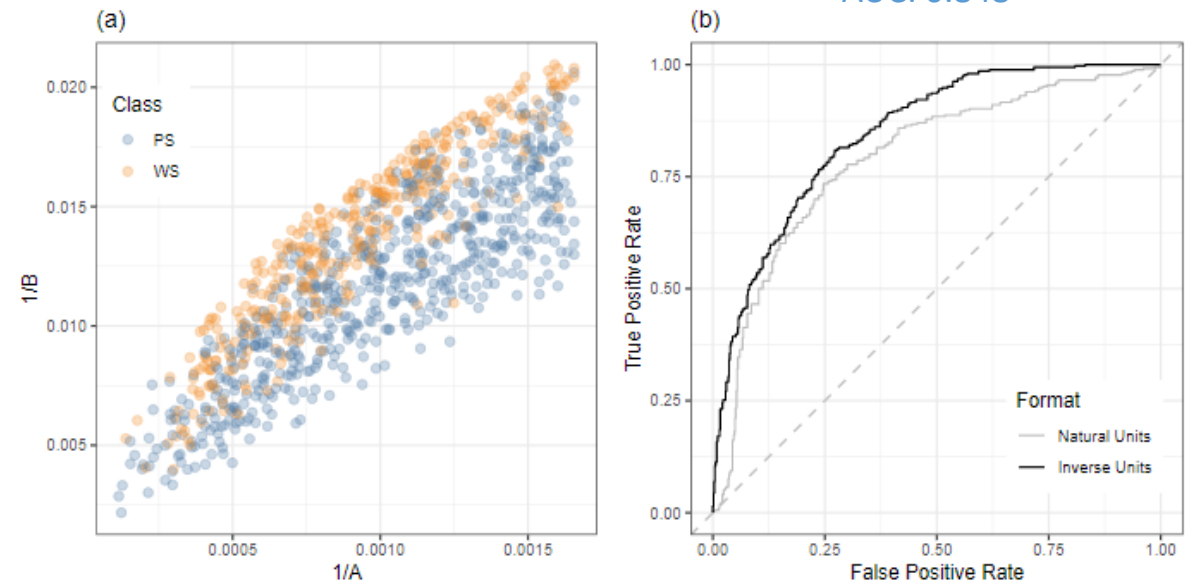 (a)
Class
PS
WS
0.020
0.015
0.010
0.005
1/B
0.0005
0.0010
0.0015
1/A
(b)
1.00
0.75
0.50
0.25
0.00
True Positive Rate
Format
Natural Units
Inverse Units
0.00
0.25
0.50
0.75
1.00
False Positive Rate